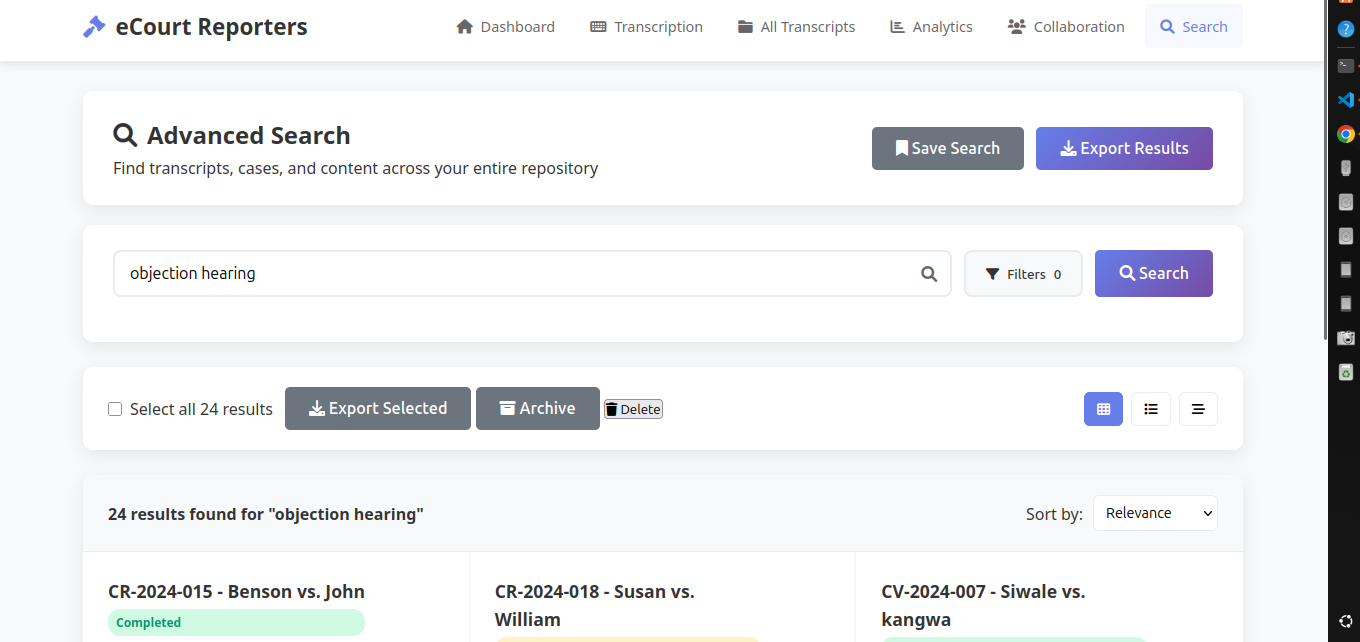 eCourt Reporters
Dashboard
Transcription
All Transcripts
Analytics
Collaboration
Search
Advanced Search
Find transcripts, cases, and content across your entire repository
Save Search
Export Results
objection hearing
Filters 0
Search
Select all 24 results
Export Selected
Archive
Delete
24 results found for "objection hearing"
Sort by:
Relevance
CR-2024-015 - Benson vs. John
Completed
CR-2024-018 - Susan vs.
William
CV-2024-007 - Siwale vs.
kangwa